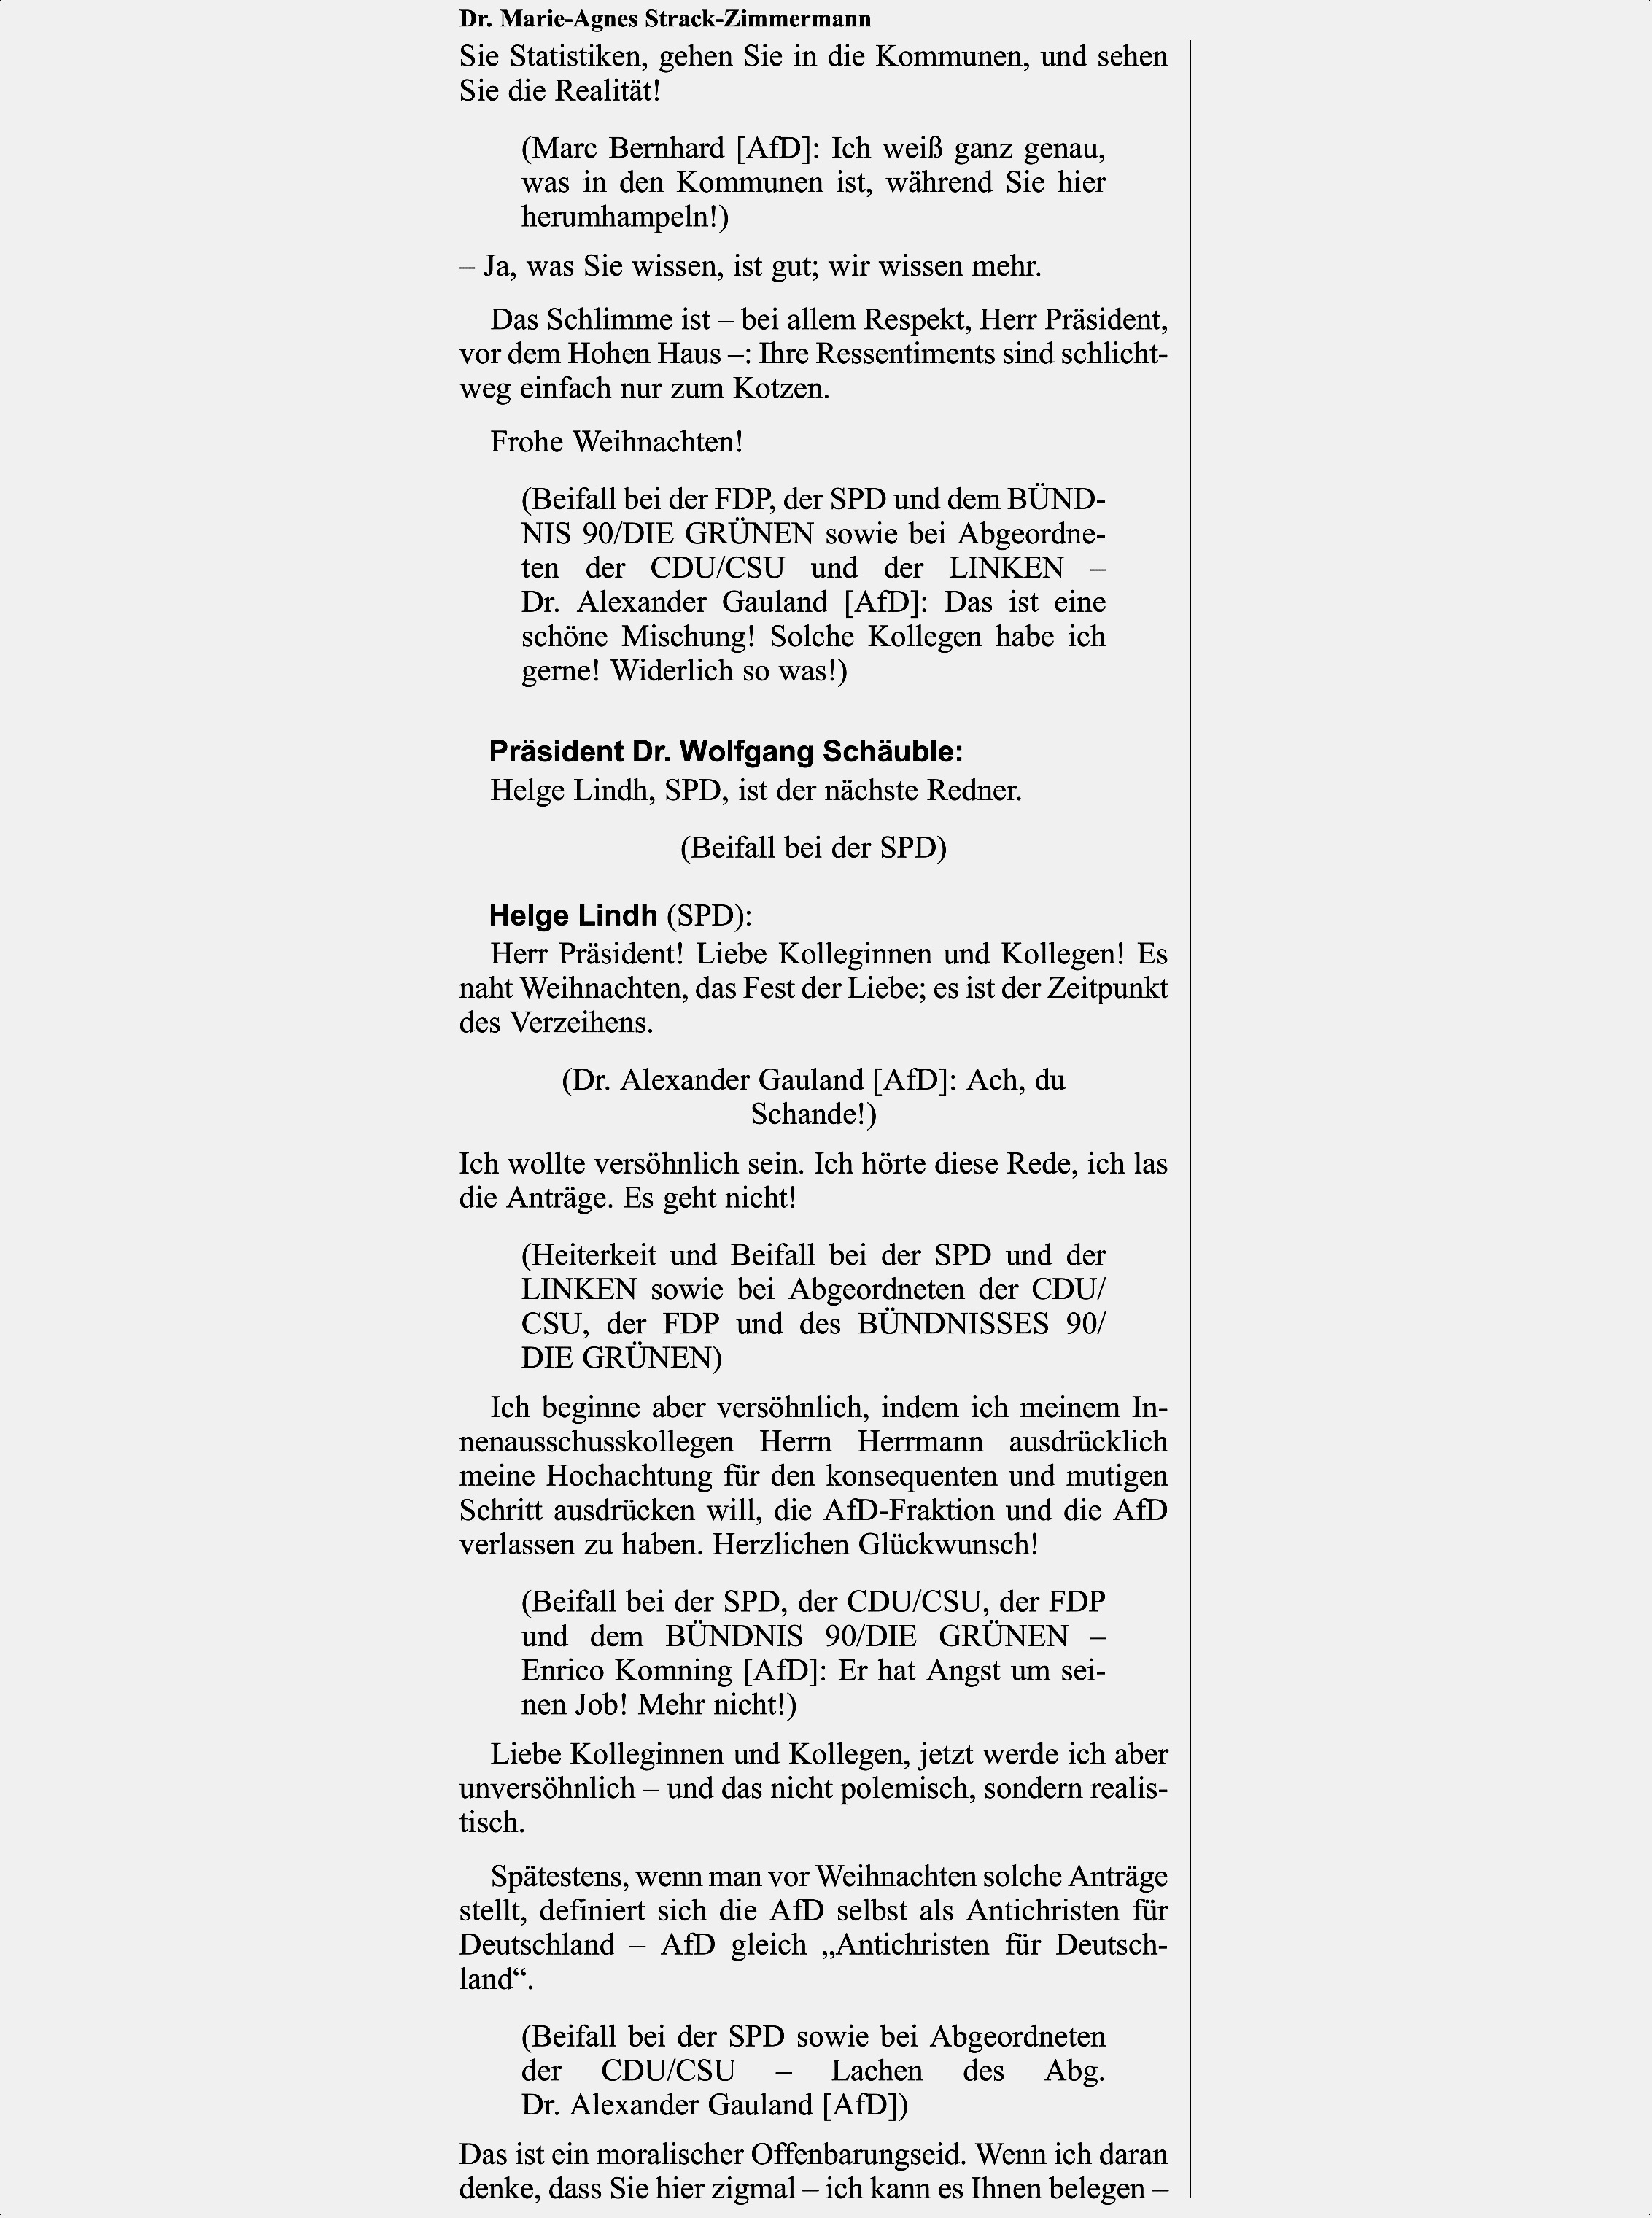 Dr. Marie-Agnes Strack-Zimmermann
Sie Statistiken, gehen Sie in die Kommunen, und sehen
Sie die Realität!
(Marc Bernhard [AfD]: Ich weiß ganz genau,
was in den Kommunen ist, während Sie hier
herumhampeln!)
– Ja, was Sie wissen, ist gut; wir wissen mehr.
Das Schlimme ist – bei allem Respekt, Herr Präsident,
vor dem Hohen Haus –: Ihre Ressentiments sind schlicht-
weg einfach nur zum Kotzen.
Frohe Weihnachten!
(Beifall bei der FDP, der SPD und dem BÜND-
NIS 90/DIE GRÜNEN sowie bei Abgeordne-
ten der CDU/CSU und der LINKEN –
Dr. Alexander Gauland [AfD]: Das ist eine
schöne Mischung! Solche Kollegen habe ich
gerne! Widerlich so was!)
Präsident Dr. Wolfgang Schäuble:
Helge Lindh, SPD, ist der nächste Redner.
(Beifall bei der SPD)
Helge Lindh (SPD):
Herr Präsident! Liebe Kolleginnen und Kollegen! Es
naht Weihnachten, das Fest der Liebe; es ist der Zeitpunkt
des Verzeihens.
(Dr. Alexander Gauland [AfD]: Ach, du
Schande!)
Ich wollte versöhnlich sein. Ich hörte diese Rede, ich las
die Anträge. Es geht nicht!
(Heiterkeit und Beifall bei der SPD und der
LINKEN sowie bei Abgeordneten der CDU/
CSU, der FDP und des BÜNDNISSES 90/
DIE GRÜNEN)
Ich beginne aber versöhnlich, indem ich meinem In-
nenausschusskollegen Herrn Herrmann ausdrücklich
meine Hochachtung für den konsequenten und mutigen
Schritt ausdrücken will, die AfD-Fraktion und die AfD
verlassen zu haben. Herzlichen Glückwunsch!
(Beifall bei der SPD, der CDU/CSU, der FDP
und dem BÜNDNIS 90/DIE GRÜNEN –
Enrico Komning [AfD]: Er hat Angst um sei-
nen Job! Mehr nicht!)
Liebe Kolleginnen und Kollegen, jetzt werde ich aber
unversöhnlich – und das nicht polemisch, sondern realis-
tisch.
Spätestens, wenn man vor Weihnachten solche Anträge
stellt, definiert sich die AfD selbst als Antichristen für
Deutschland – AfD gleich „Antichristen für Deutsch-
land“.
(Beifall bei der SPD sowie bei Abgeordneten
der CDU/CSU – Lachen des Abg.
Dr. Alexander Gauland [AfD])
Das ist ein moralischer Offenbarungseid. Wenn ich daran
denke, dass Sie hier zigmal – ich kann es Ihnen belegen –